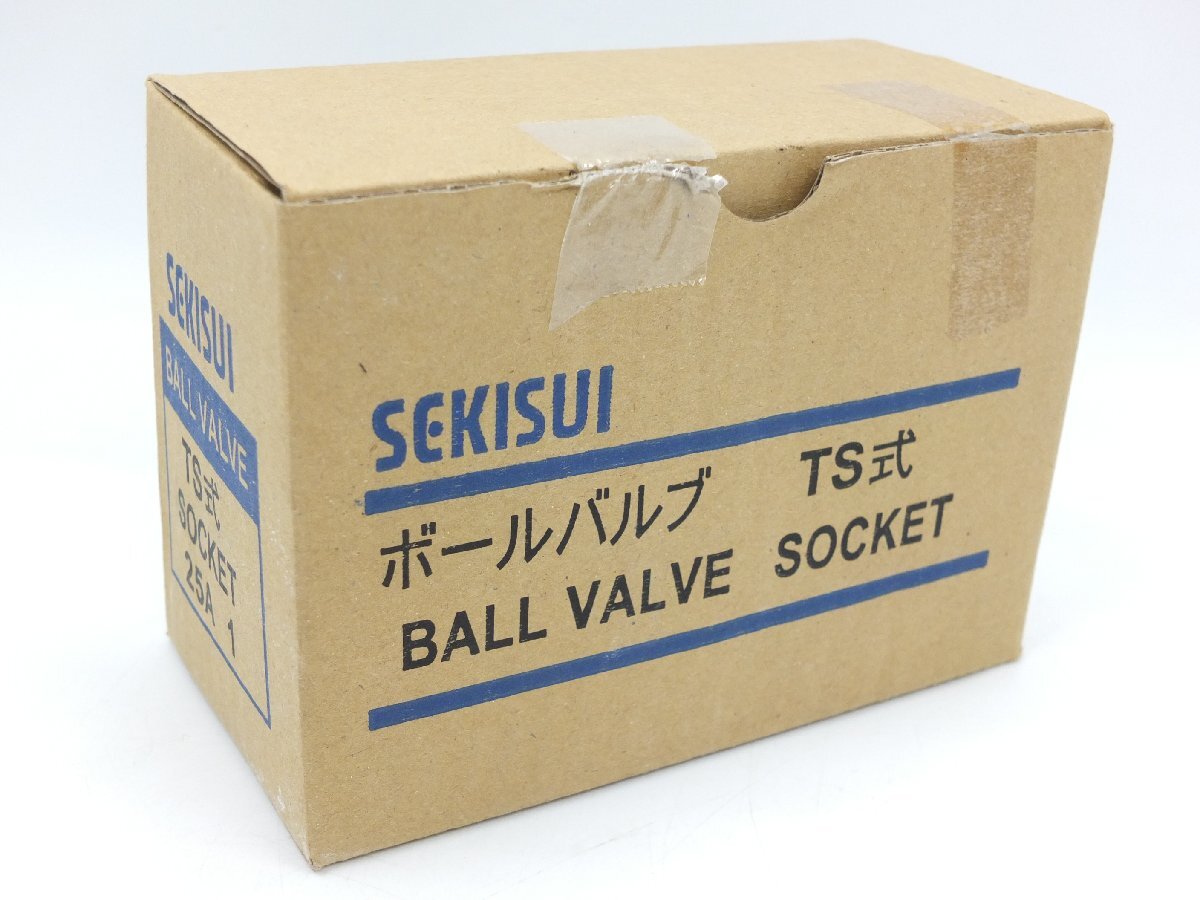 SEKISUI
BALL VALVE
TS式
SOCKET
25A 1
SEKISUI
ボールバルブ TS式
BALL VALVE SOCKET